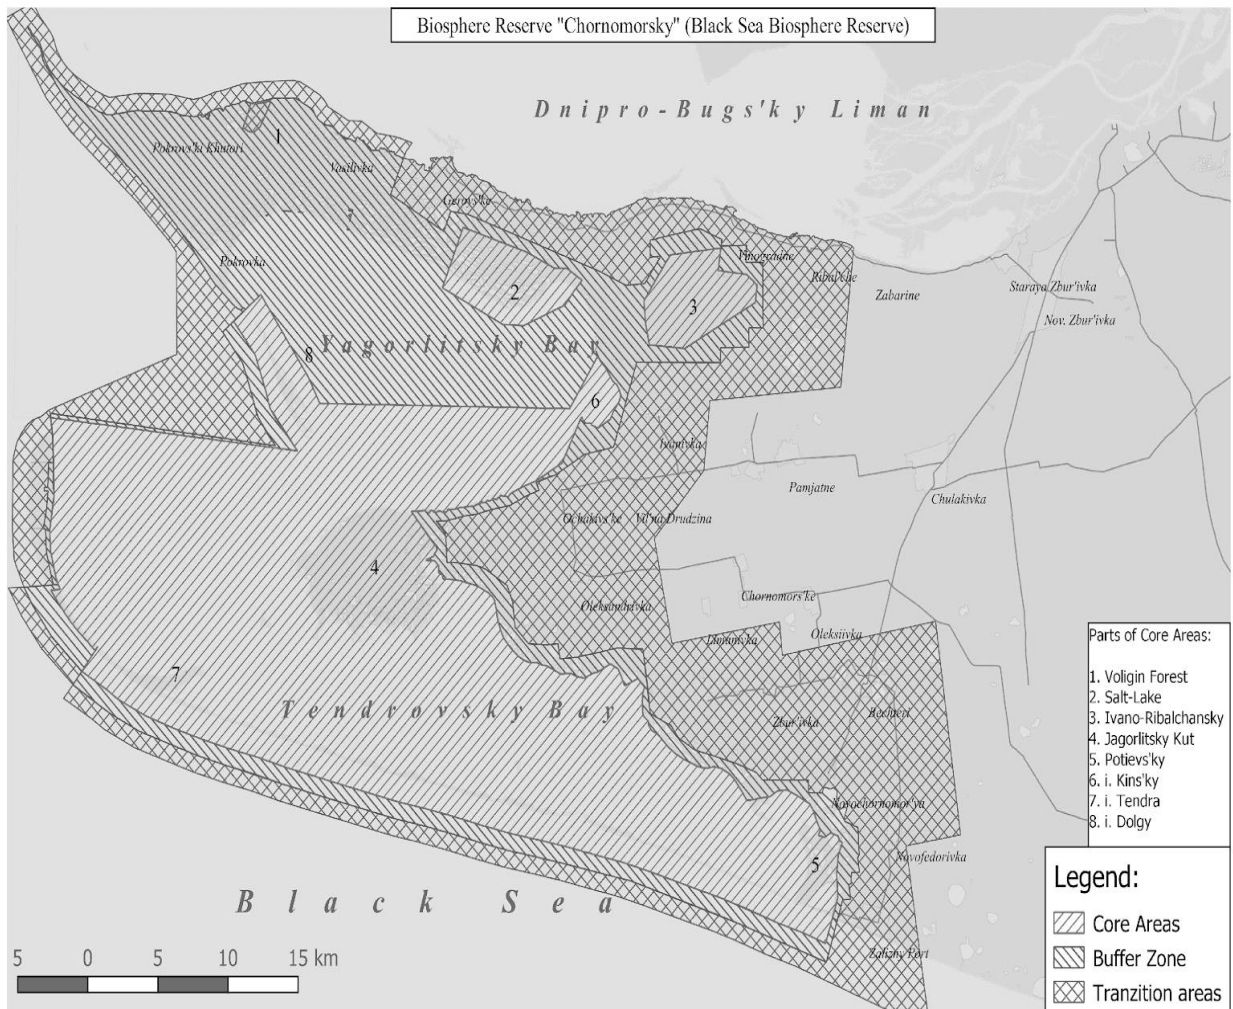 Biosphere Reserve "Chornomorsky" (Black Sea Biosphere Reserve)
Dnipro-Bugs'ky Liman
1
Pokrovs'ki Khutori
Vasilivka
Gerovs'ke
Pokrovka
Vinogradne
Ribal'che
Zabarine
Staraya Zbur'ivka
Nov. Zbur'ivka
2
3
Yagorlitsky Bay
8
6
Ivanivka
Pamjatne
Chulakivka
Ochakivs'ke
Vil'na Drudzina
4
Chornomors'ke
Oleksandrivka
Limanivka
Oleksiivka
7
Tendrovsky Bay
Zbur'ivka
Bechteri
Novochornomor'ya
Novofedorivka
5
Black Sea
Zalizny Port
Parts of Core Areas:
1. Voligin Forest
2. Salt-Lake
3. Ivano-Ribalchansky
4. Jagorlitsky Kut
5. Potievs'ky
6. i. Kins'ky
7. i. Tendra
8. i. Dolgy
Legend:
Core Areas
Buffer Zone
Tranzition areas
5 0 5 10 15 km